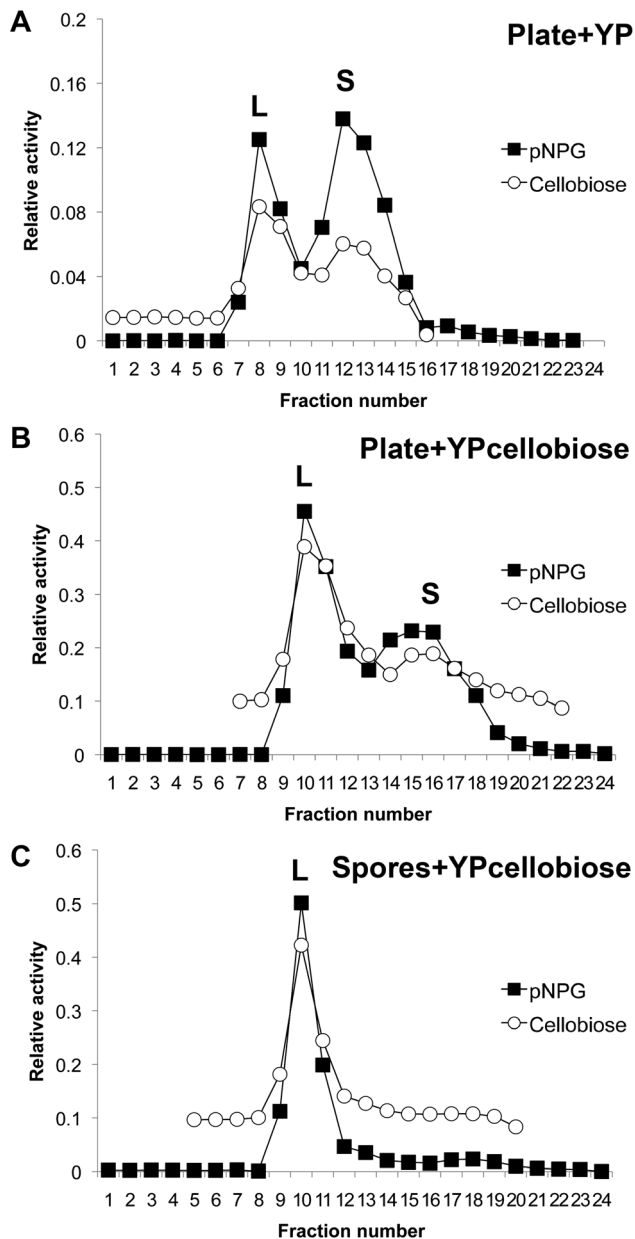 A
Plate+YP
0.2
0.16
0.12
0.08
0.04
0
Relative activity
L
S
pNPG
Cellobiose
1 2 3 4 5 6 7 8 9 10 11 12 13 14 15 16 17 18 19 20 21 22 23 24
Fraction number
B
Plate+YPcellobiose
0.6
0.5
0.4
0.3
0.2
0.1
0
Relative activity
L
S
pNPG
Cellobiose
1 2 3 4 5 6 7 8 9 10 11 12 13 14 15 16 17 18 19 20 21 22 23 24
Fraction number
C
Spores+YPcellobiose
0.6
0.5
0.4
0.3
0.2
0.1
0
Relative activity
L
pNPG
Cellobiose
1 2 3 4 5 6 7 8 9 10 11 12 13 14 15 16 17 18 19 20 21 22 23 24
Fraction number